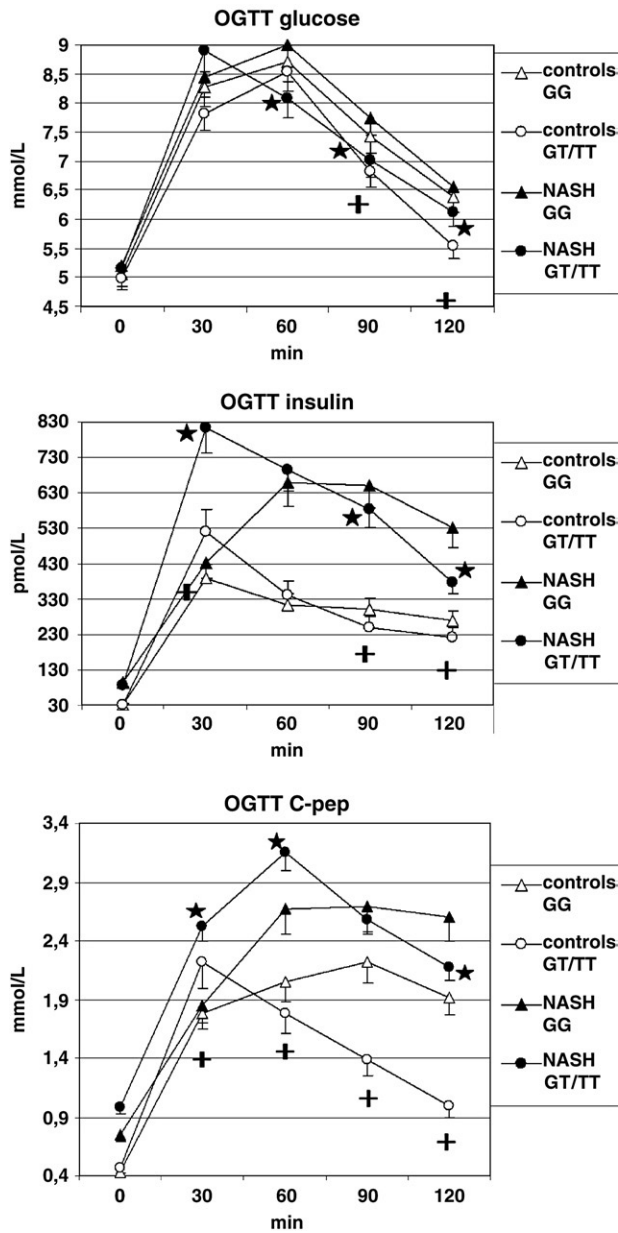 OGTT glucose
9
8,5
8
7,5
7
6,5
6
5,5
5
4,5
mmol/L
0 30 60 90 120
min
controls
GG
controls
GT/TT
NASH
GG
NASH
GT/TT
OGTT insulin
830
730
630
530
430
330
230
130
30
pmol/L
0 30 60 90 120
min
controls
GG
controls
GT/TT
NASH
GG
NASH
GT/TT
OGTT C-pep
3,4
2,9
2,4
1,9
1,4
0,9
0,4
mmol/L
0 30 60 90 120
min
controls
GG
controls
GT/TT
NASH
GG
NASH
GT/TT